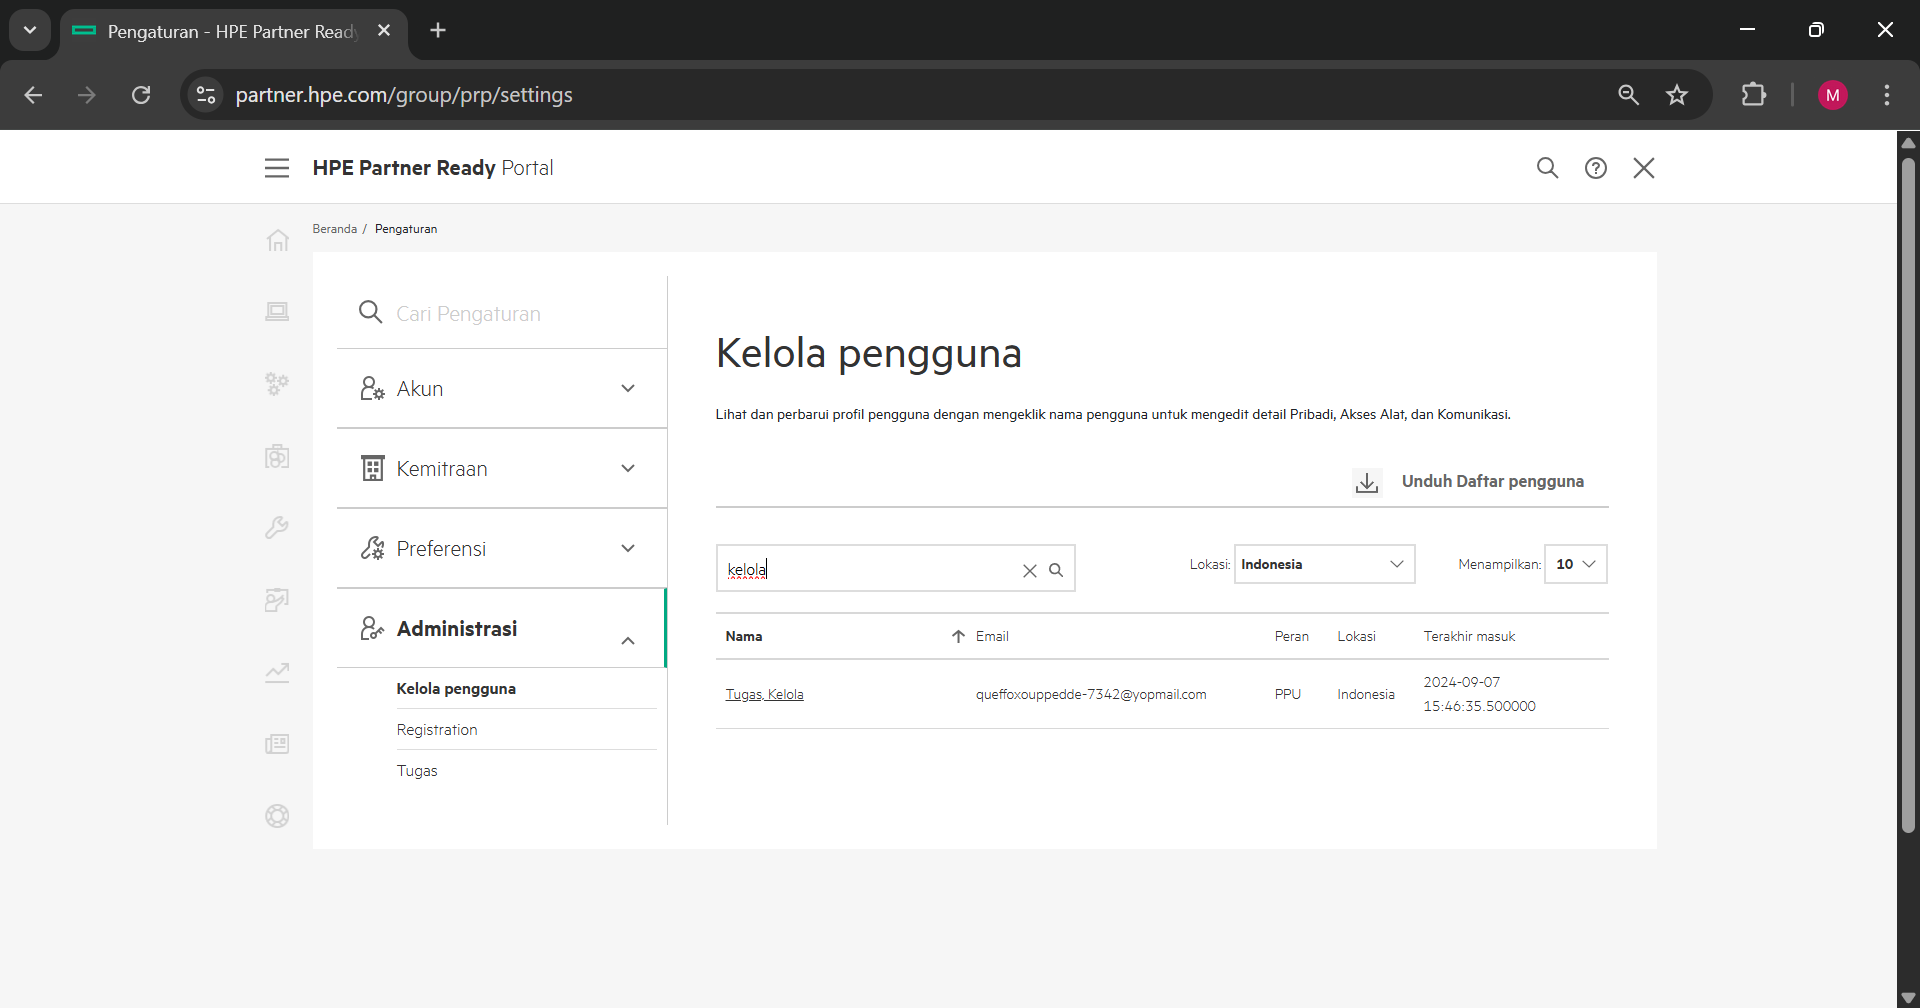 Pengaturan - HPE Partner Ready
partner.hpe.com/group/prp/settings
M
HPE Partner Ready Portal
Beranda / Pengaturan
Cari Pengaturan
Akun
Kemitraan
Preferensi
Administrasi
Kelola pengguna
Registration
Tugas
Kelola pengguna
Lihat dan perbarui profil pengguna dengan mengeklik nama pengguna untuk mengedit detail Pribadi, Akses Alat, dan Komunikasi.
Unduh Daftar pengguna
kelola
Lokasi: Indonesia
Menampilkan: 10
Nama Email Peran Lokasi Terakhir masuk
Tugas, Kelola queffoxouppedde-7342@yopmail.com PPU Indonesia 2024-09-07
15:46:35.500000